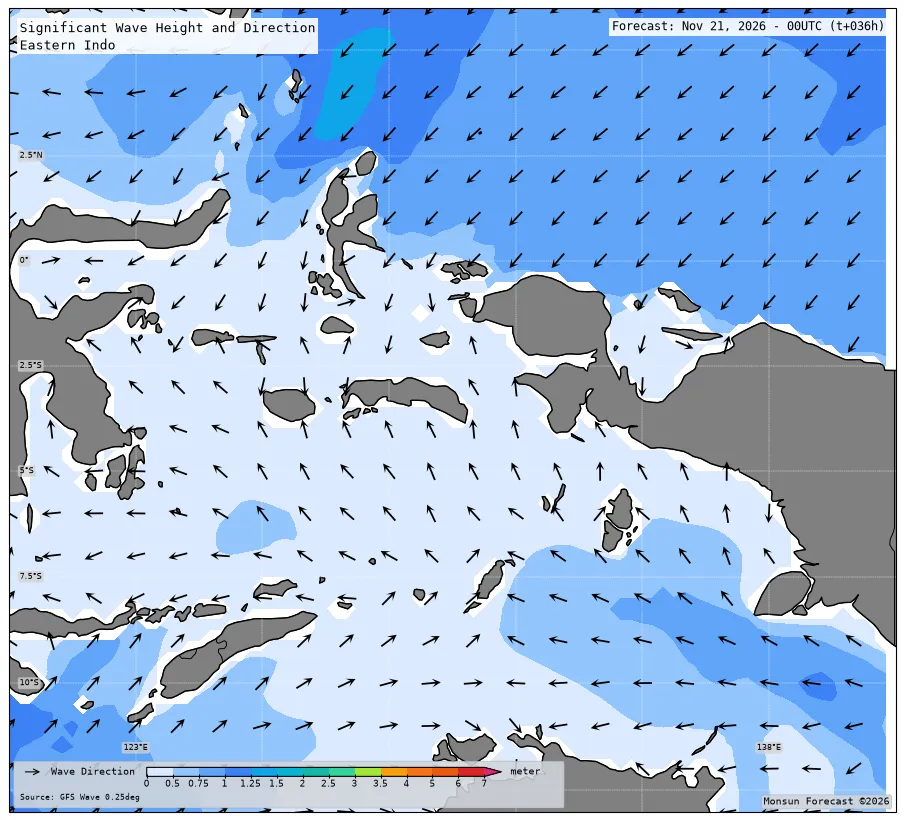 Significant Wave Height and Direction
Eastern Indo
Forecast: Nov 21, 2026 - 00UTC (t+036h)
2.5°N
0°
2.5°S
5°S
7.5°S
10°S
123°E
138°E
Wave Direction
meter
0 0.5 0.75 1 1.25 1.5 2 2.5 3 3.5 4 5 6 7
Source: GFS Wave 0.25deg
Monsun Forecast ©2026